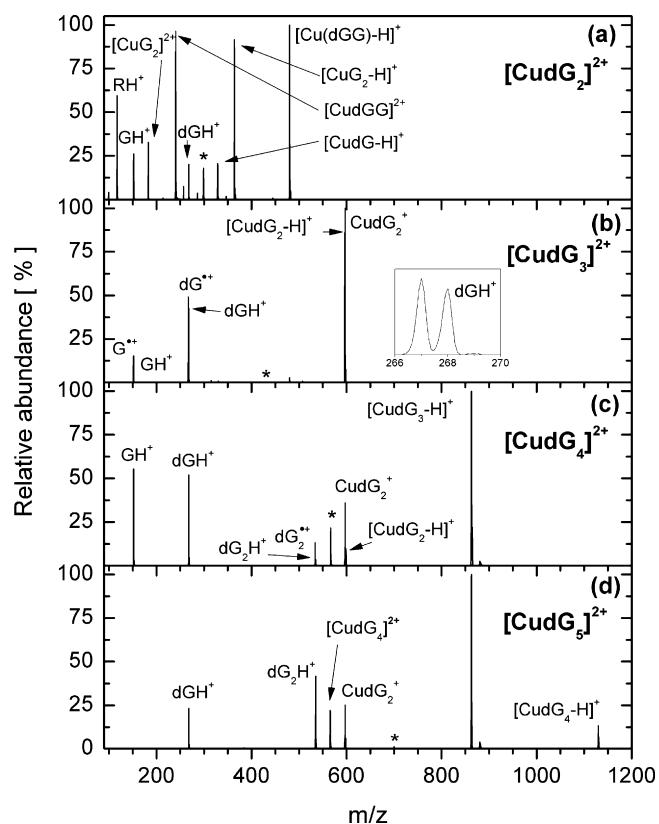 Relative abundance [ % ]
100
75
50
25
(a)
[CudG₂]²⁺
[CuG₂]²⁺
[Cu(dGG)-H]⁺
RH⁺
[CuG₂-H]⁺
[CudGG]²⁺
GH⁺
dGH⁺
*
[CudG-H]⁺
100
75
50
25
(b)
[CudG₃]²⁺
[CudG₂-H]⁺
CudG₂⁺
dG•⁺
dGH⁺
G•⁺
GH⁺
*
dGH⁺
266 268 270
100
75
50
25
(c)
[CudG₄]²⁺
[CudG₃-H]⁺
GH⁺
dGH⁺
CudG₂⁺
*
dG₂•⁺
dG₂H⁺
[CudG₂-H]⁺
100
75
50
25
0
(d)
[CudG₅]²⁺
[CudG₄]²⁺
dG₂H⁺
dGH⁺
CudG₂⁺
[CudG₄-H]⁺
*
200 400 600 800 1000 1200
m/z